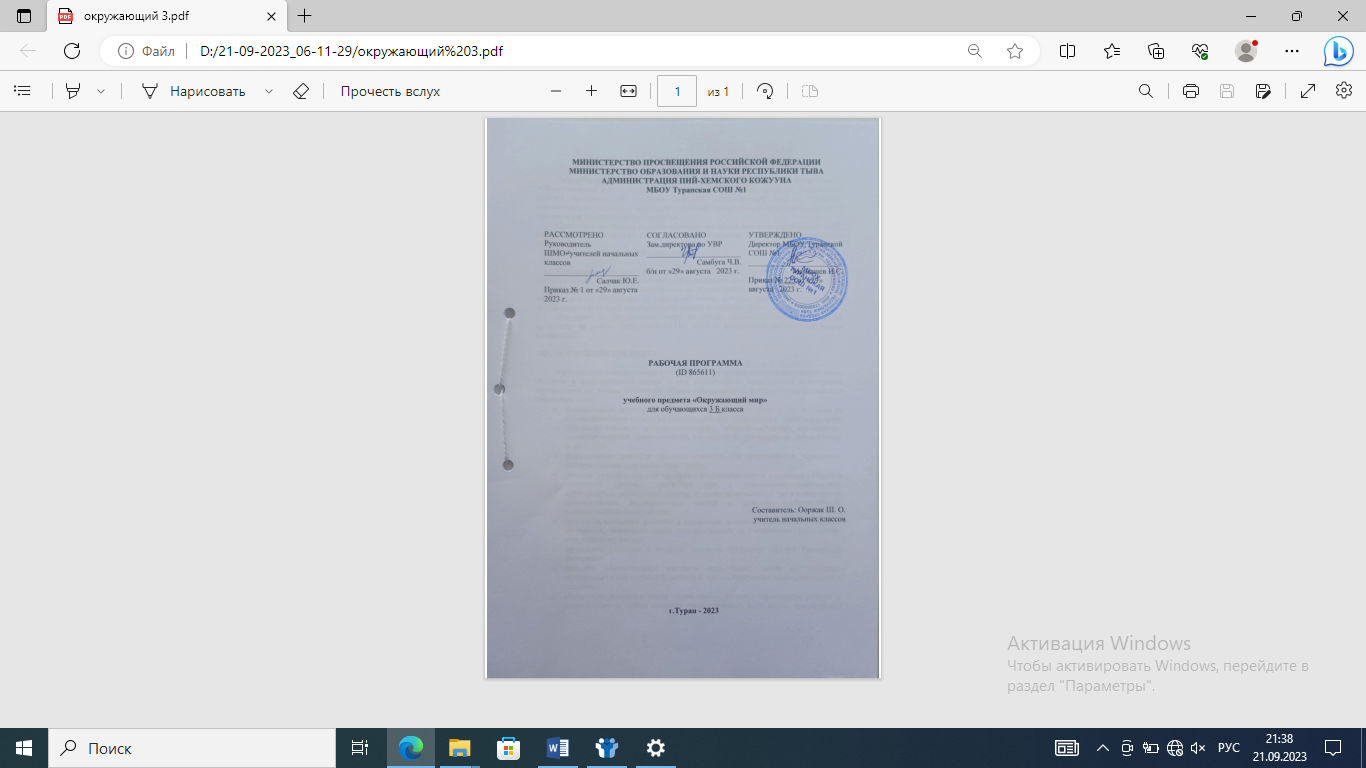 окружающий 3.pdf
Файл D:/21-09-2023_06-11-29/окружающий%203.pdf
Нарисовать Прочесть вслух 1 из 1
МИНИСТЕРСТВО ПРОСВЕЩЕНИЯ РОССИЙСКОЙ ФЕДЕРАЦИИ
МИНИСТЕРСТВО ОБРАЗОВАНИЯ И НАУКИ РЕСПУБЛИКИ ТЫВА
АДМИНИСТРАЦИЯ ПИЙ-ХЕМСКОГО КОЖУУНА
МБОУ Туранская СОШ №1
РАССМОТРЕНО
Руководитель
ШМО учителей начальных
классов
Салчак Ю.Е.
Приказ № 1 от «29» августа
2023 г.
СОГЛАСОВАНО
Зам.директора по УВР
Самбуга Ч.В.
б/н от «29» августа 2023 г.
УТВЕРЖДЕНО
Директор МБОУ Туранской
СОШ №1
Приказ №
августа 2023 г.
РАБОЧАЯ ПРОГРАММА
(ID 865611)
учебного предмета «Окружающий мир»
для обучающихся 3 Б класса
Составитель: Ооржак Ш. О.
учитель начальных классов
г.Туран - 2023
Активация Windows
Чтобы активировать Windows, перейдите в
раздел "Параметры".
Поиск
РУС
21:38
21.09.2023